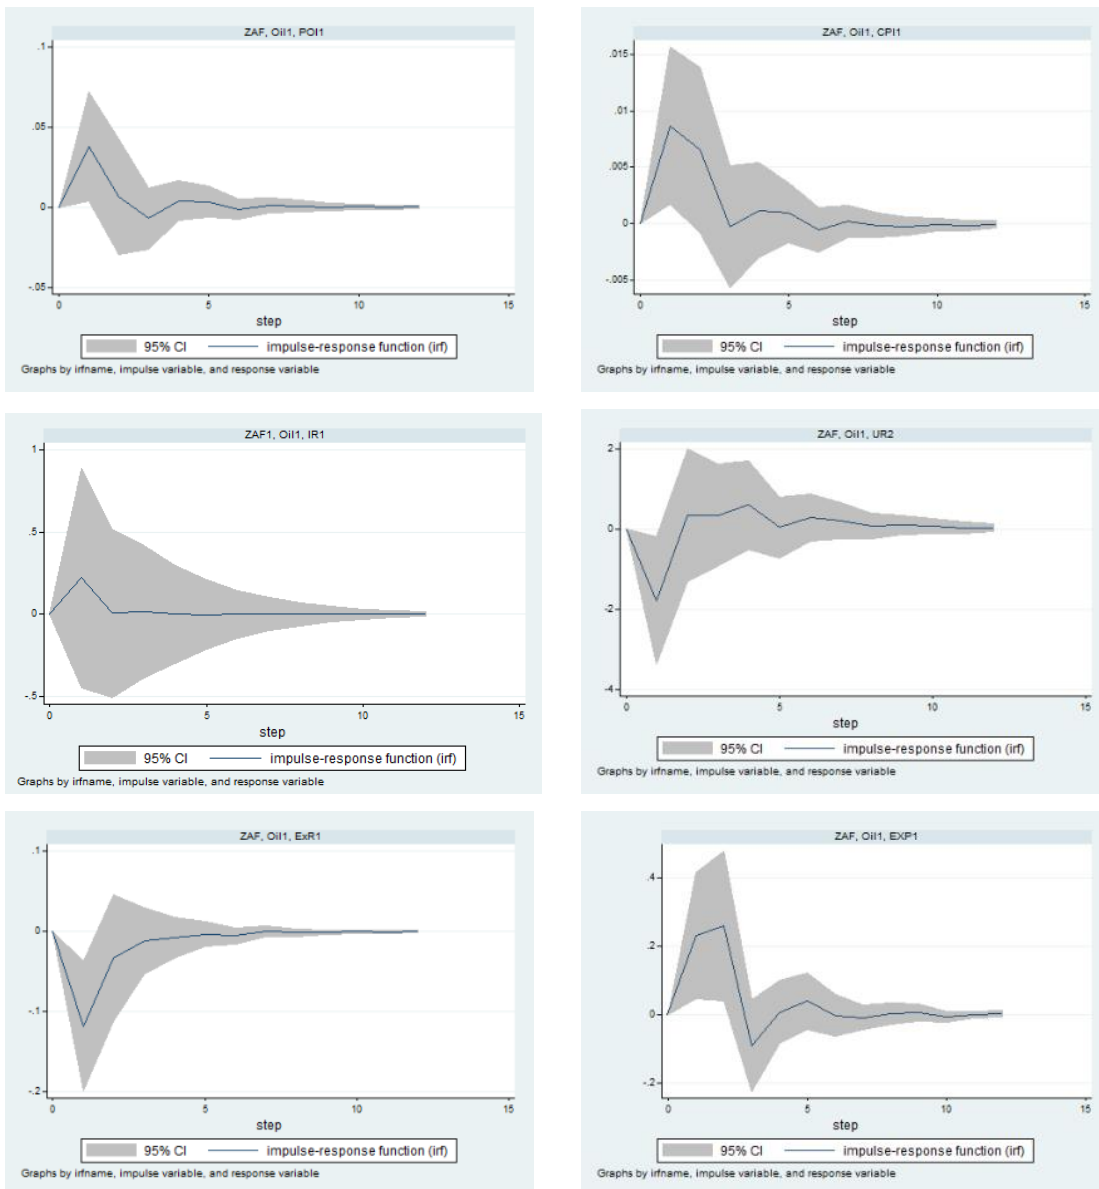 ZAF, Oil1, POI1
.1
.05
0
-.05
0 5 10 15
step
95% CI impulse-response function (irf)
Graphs by irfname, impulse variable, and response variable
ZAF, Oil1, CPI1
.015
.01
.005
0
-.005
0 5 10 15
step
95% CI impulse-response function (irf)
Graphs by irfname, impulse variable, and response variable
ZAF1, Oil1, IR1
1
.5
0
-.5
0 5 10 15
step
95% CI impulse-response function (irf)
Graphs by irfname, impulse variable, and response variable
ZAF, Oil1, UR2
2
0
-2
-4
0 5 10 15
step
95% CI impulse-response function (irf)
Graphs by irfname, impulse variable, and response variable
ZAF, Oil1, ExR1
.1
0
-.1
-.2
0 5 10 15
step
95% CI impulse-response function (irf)
Graphs by irfname, impulse variable, and response variable
ZAF, Oil1, EXP1
.4
.2
0
-.2
0 5 10 15
step
95% CI impulse-response function (irf)
Graphs by irfname, impulse variable, and response variable